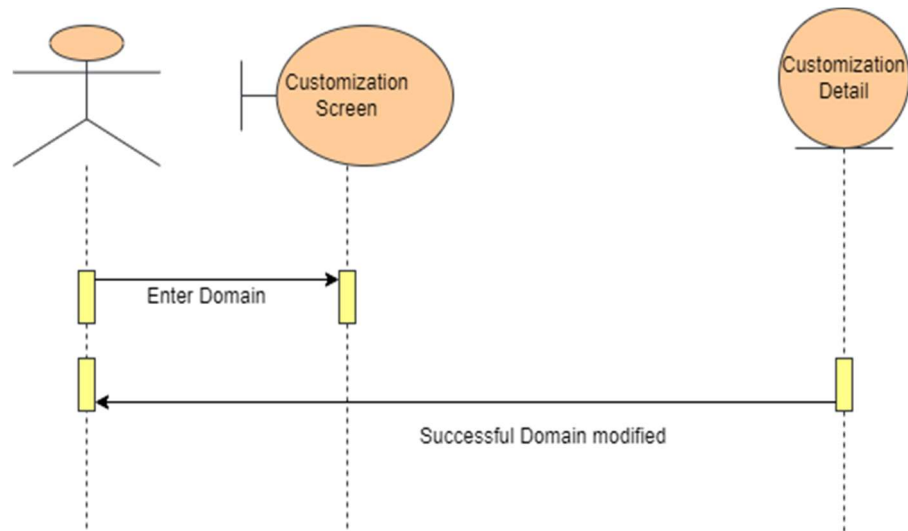 Customization
Screen
Customization
Detail
Enter Domain
Successful Domain modified